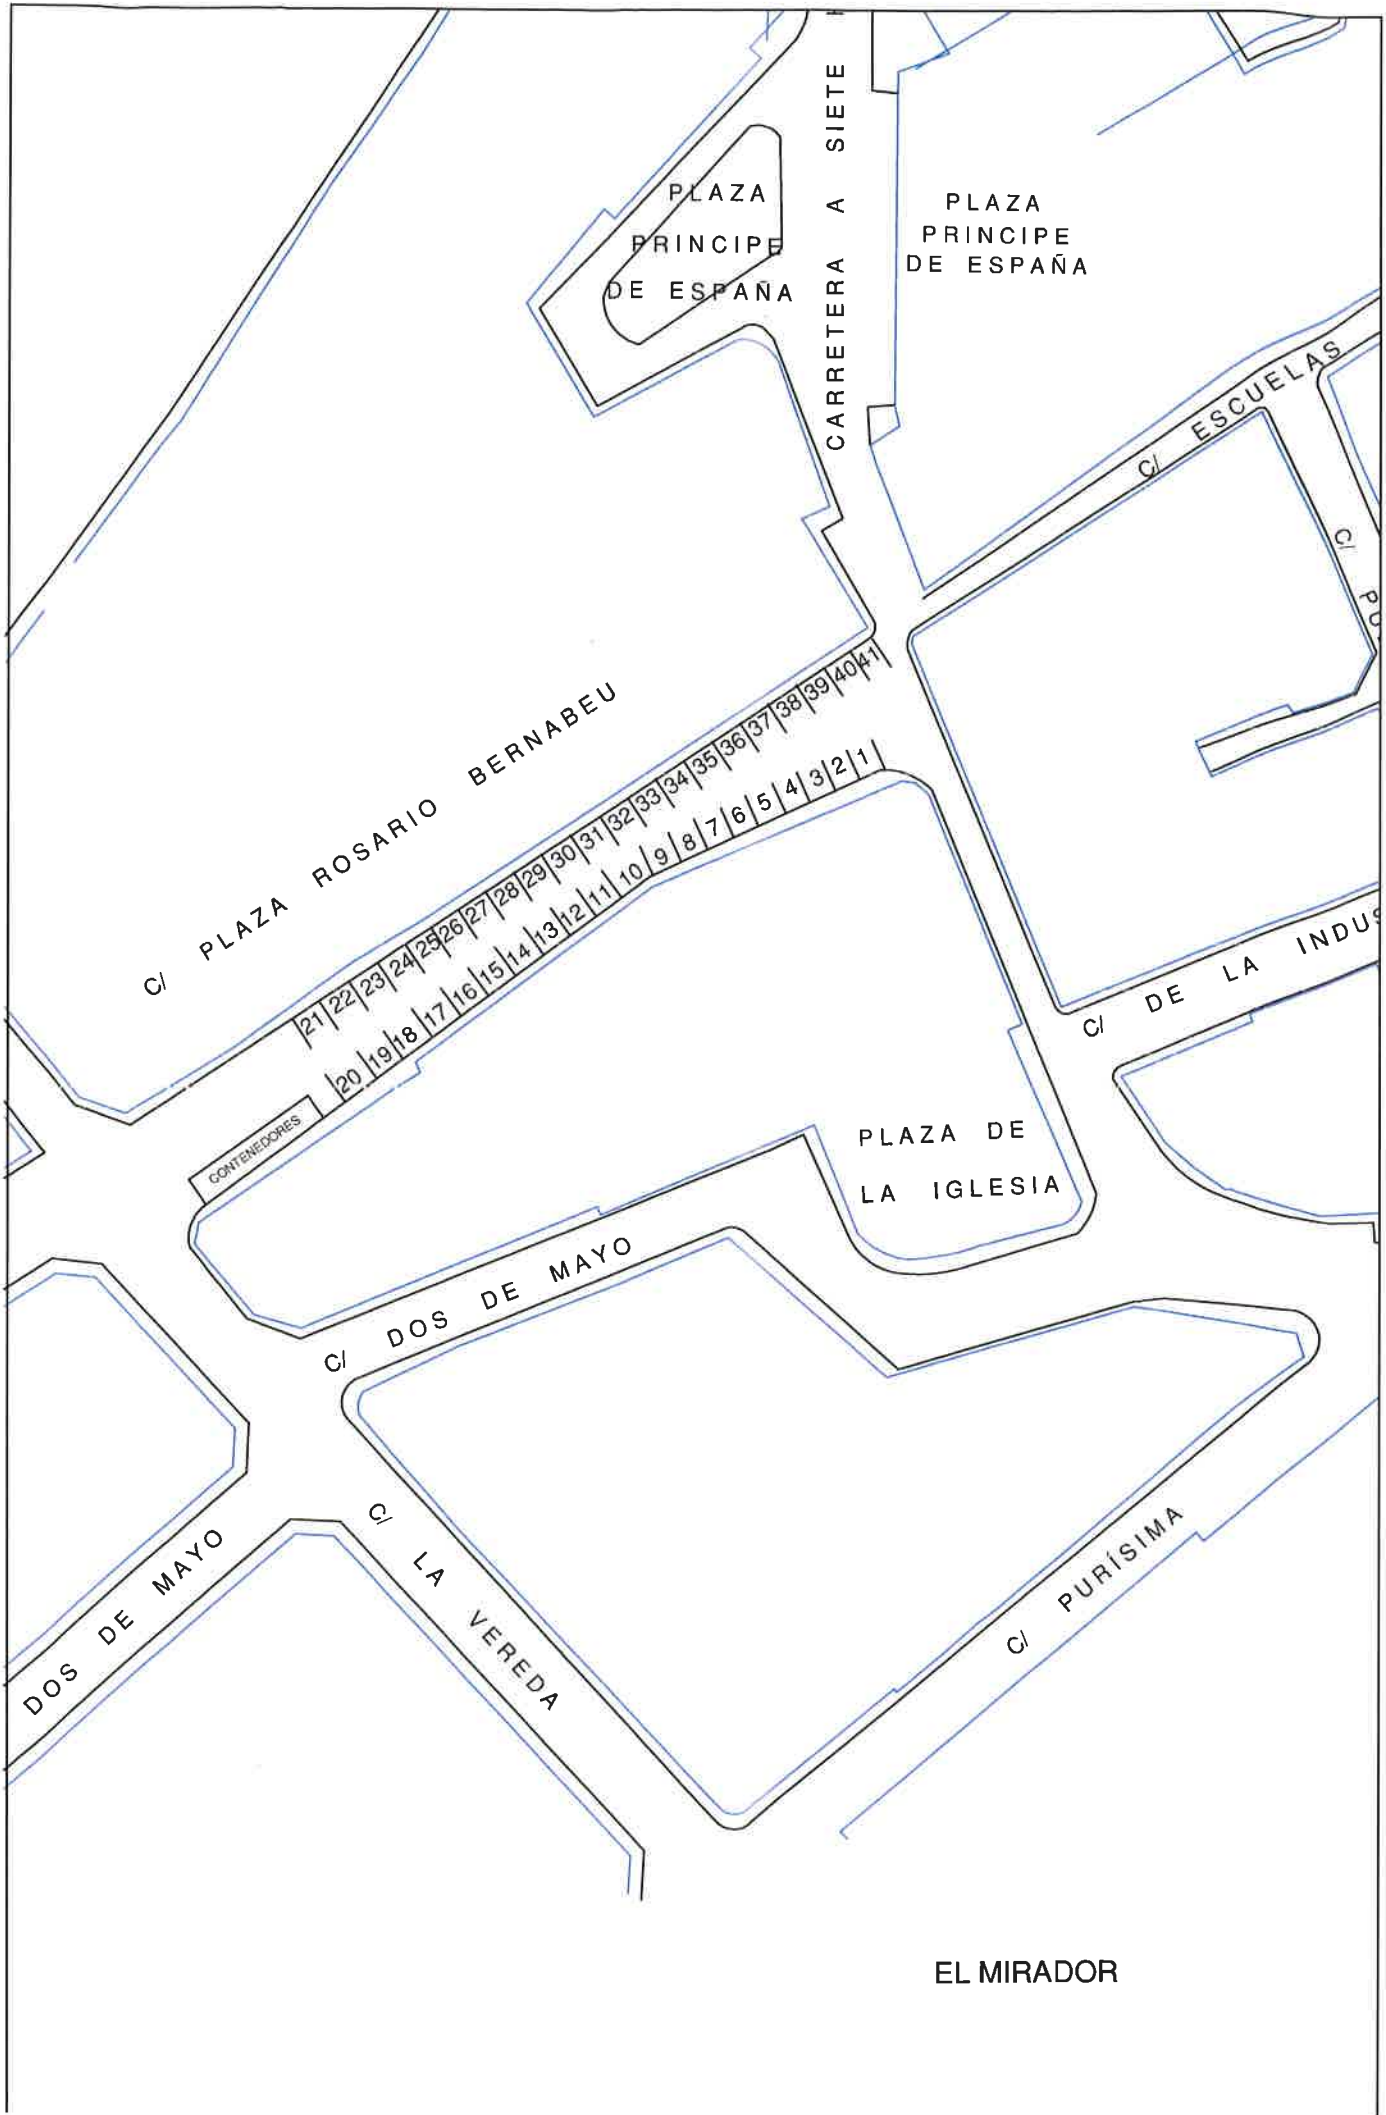 CARRETERA A SIETE
PLAZA
PRINCIPE
DE ESPAÑA
PLAZA
PRINCIPE
DE ESPAÑA
C/ ESCUELAS
C/ PU
C/ PLAZA ROSARIO BERNABEU
21 22 23 24 25 26 27 28 29 30 31 32 33 34 35 36 37 38 39 40 41
20 19 18 17 16 15 14 13 12 11 10 9 8 7 6 5 4 3 2 1
CONTENEDORES
C/ DE LA INDUS
PLAZA DE
LA IGLESIA
C/ DOS DE MAYO
DOS DE MAYO
C/ LA VEREDA
C/ PURÍSIMA
EL MIRADOR